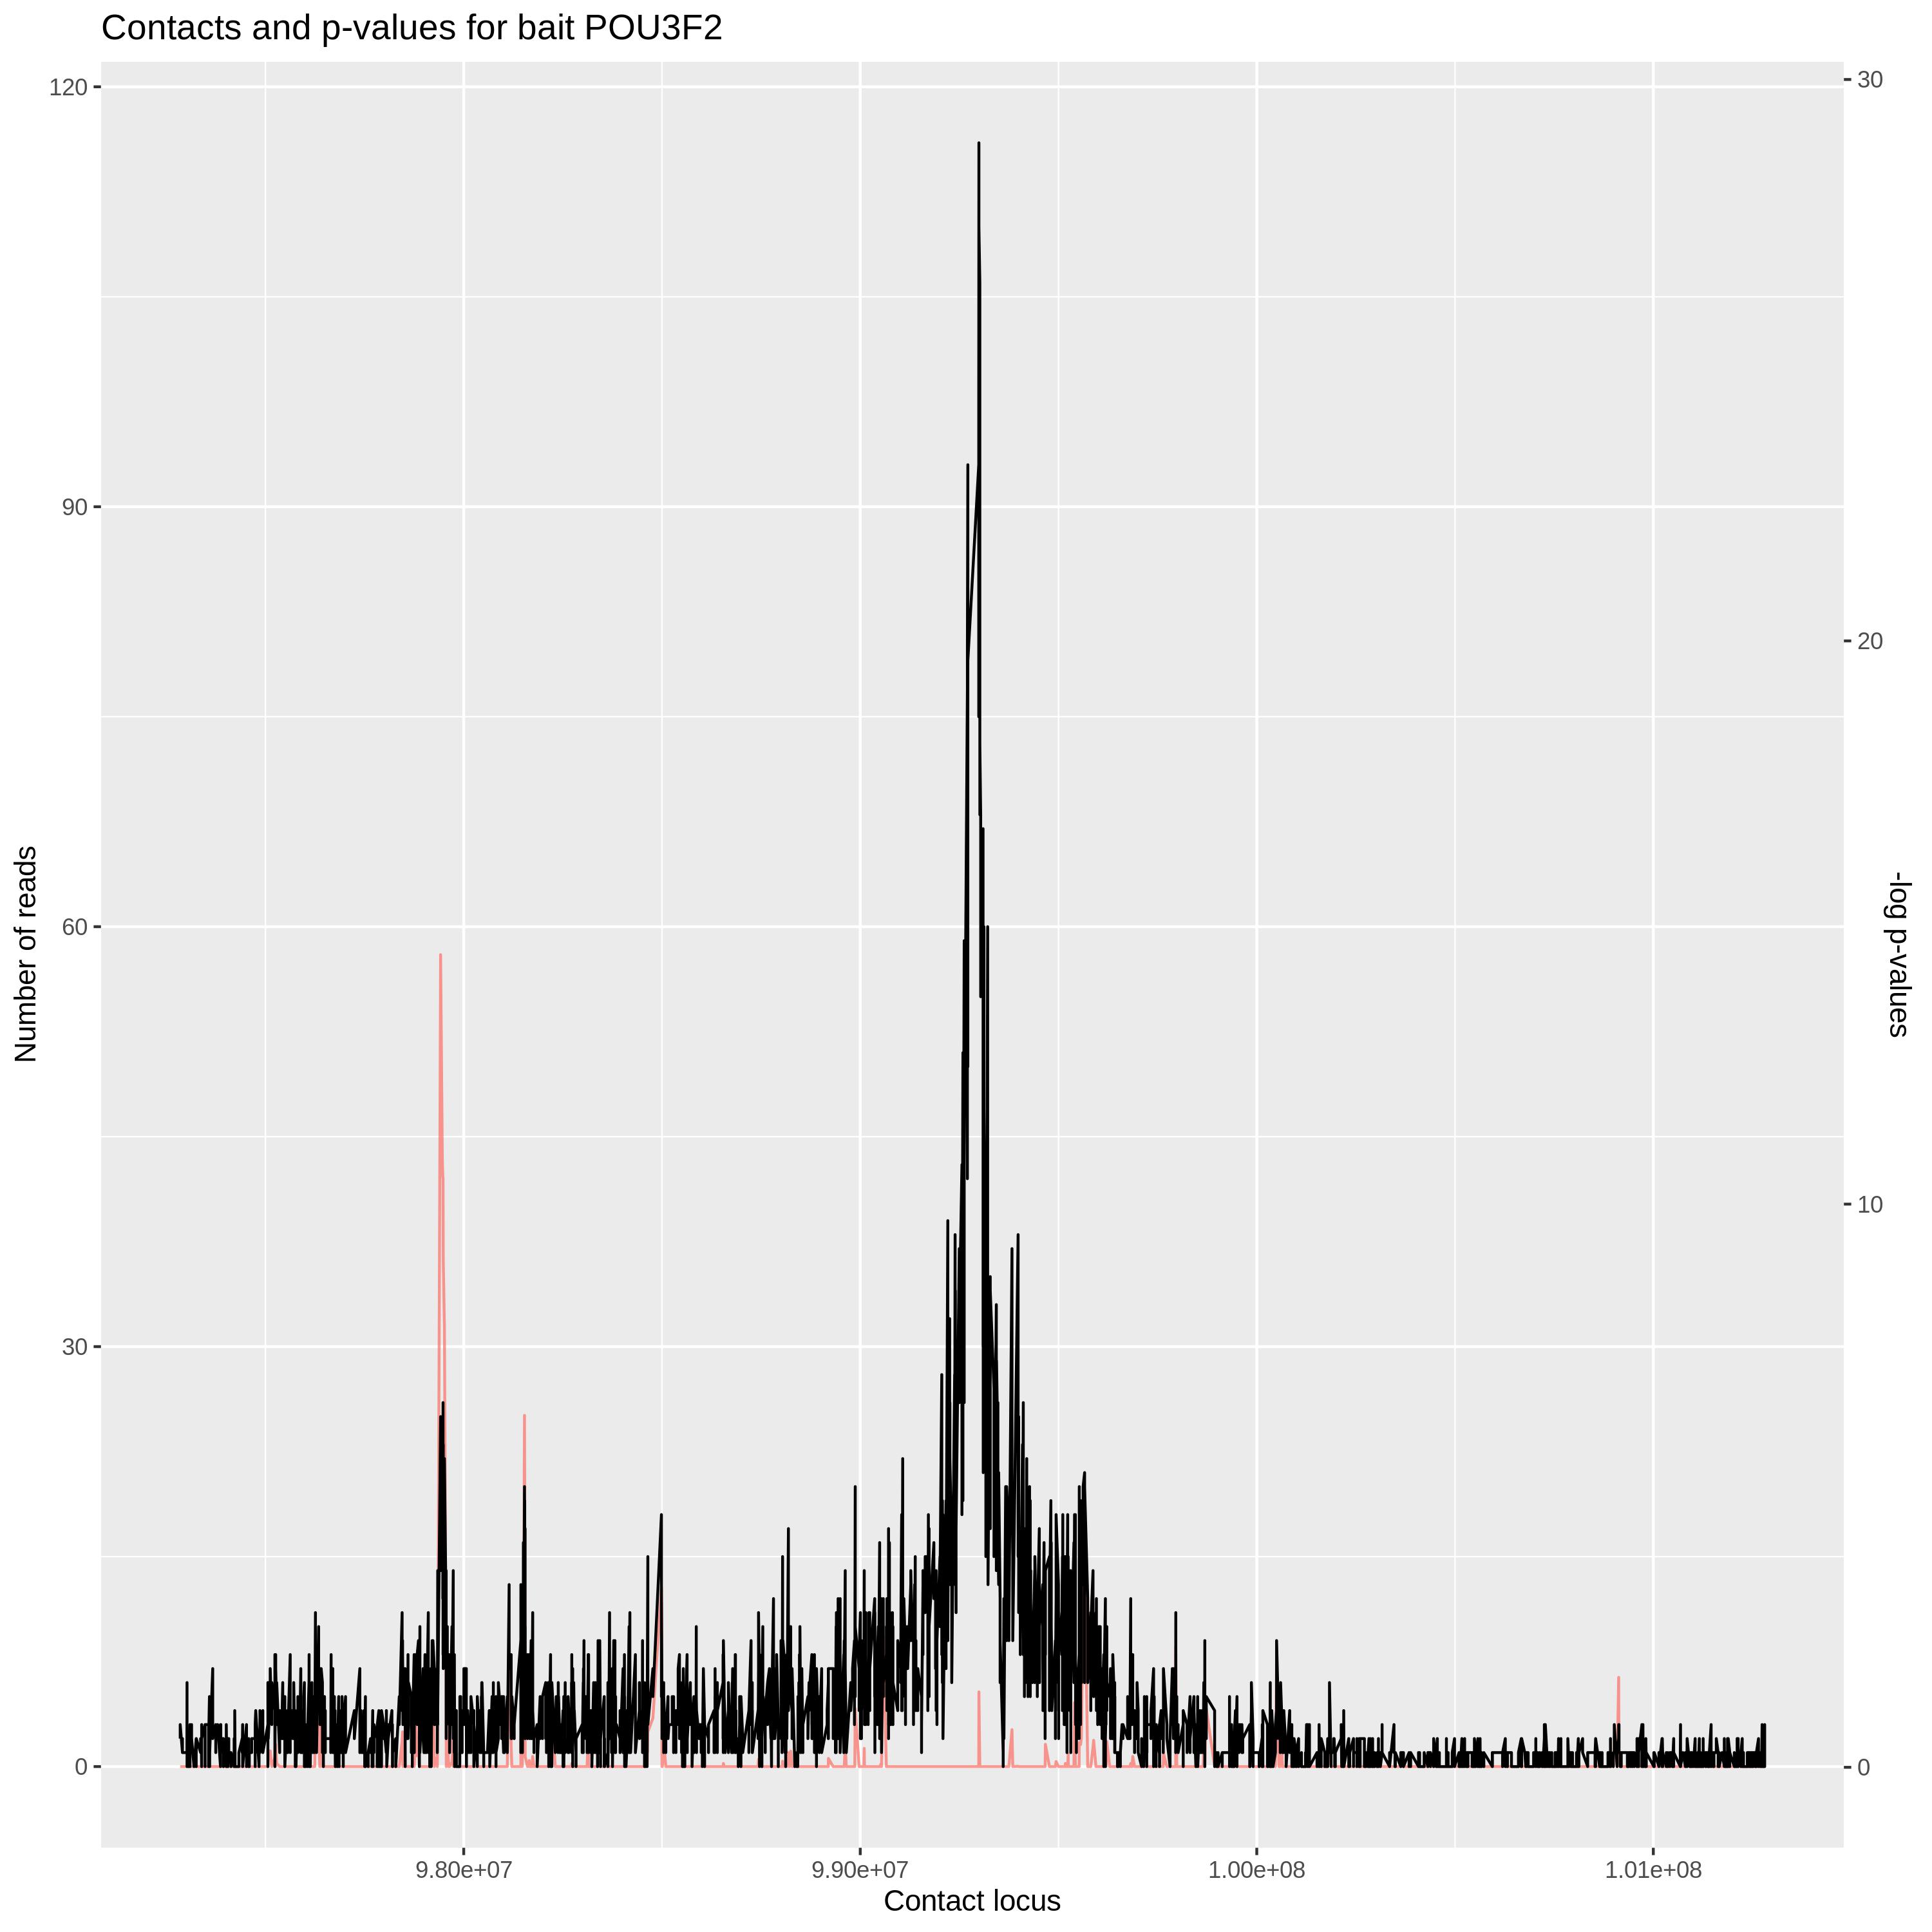 Contacts and p-values for bait POU3F2
120
90
60
30
0
Number of reads
30
20
10
0
-log p-values
9.80e+07
9.90e+07
1.00e+08
1.01e+08
Contact locus